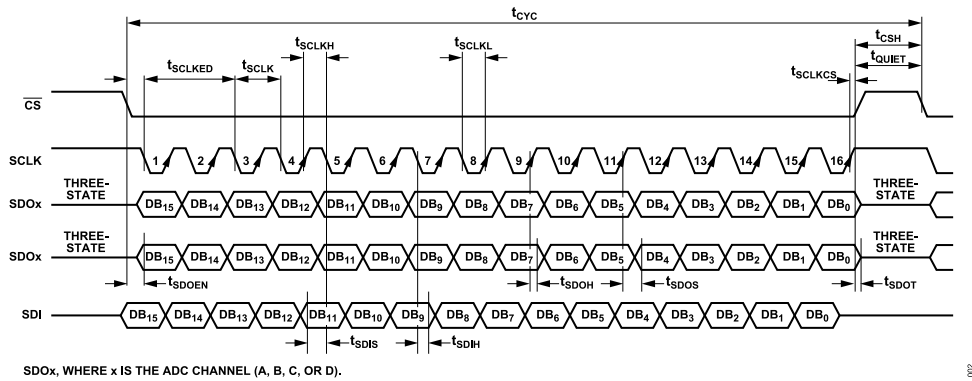 tCYC
tCSH
tQUIET
tSCLKCS
tSCLKH
tSCLKL
tSCLKED
tSCLK
CS
SCLK 1 2 3 4 5 6 7 8 9 10 11 12 13 14 15 16
THREE-
STATE
THREE-
STATE
SDOx DB15 DB14 DB13 DB12 DB11 DB10 DB9 DB8 DB7 DB6 DB5 DB4 DB3 DB2 DB1 DB0
THREE-
STATE
THREE-
STATE
SDOx DB15 DB14 DB13 DB12 DB11 DB10 DB9 DB8 DB7 DB6 DB5 DB4 DB3 DB2 DB1 DB0
tSDOEN
tSDOH
tSDOS
tSDOT
SDI DB15 DB14 DB13 DB12 DB11 DB10 DB9 DB8 DB7 DB6 DB5 DB4 DB3 DB2 DB1 DB0
tSDIS
tSDIH
SDOx, WHERE x IS THE ADC CHANNEL (A, B, C, OR D).
002